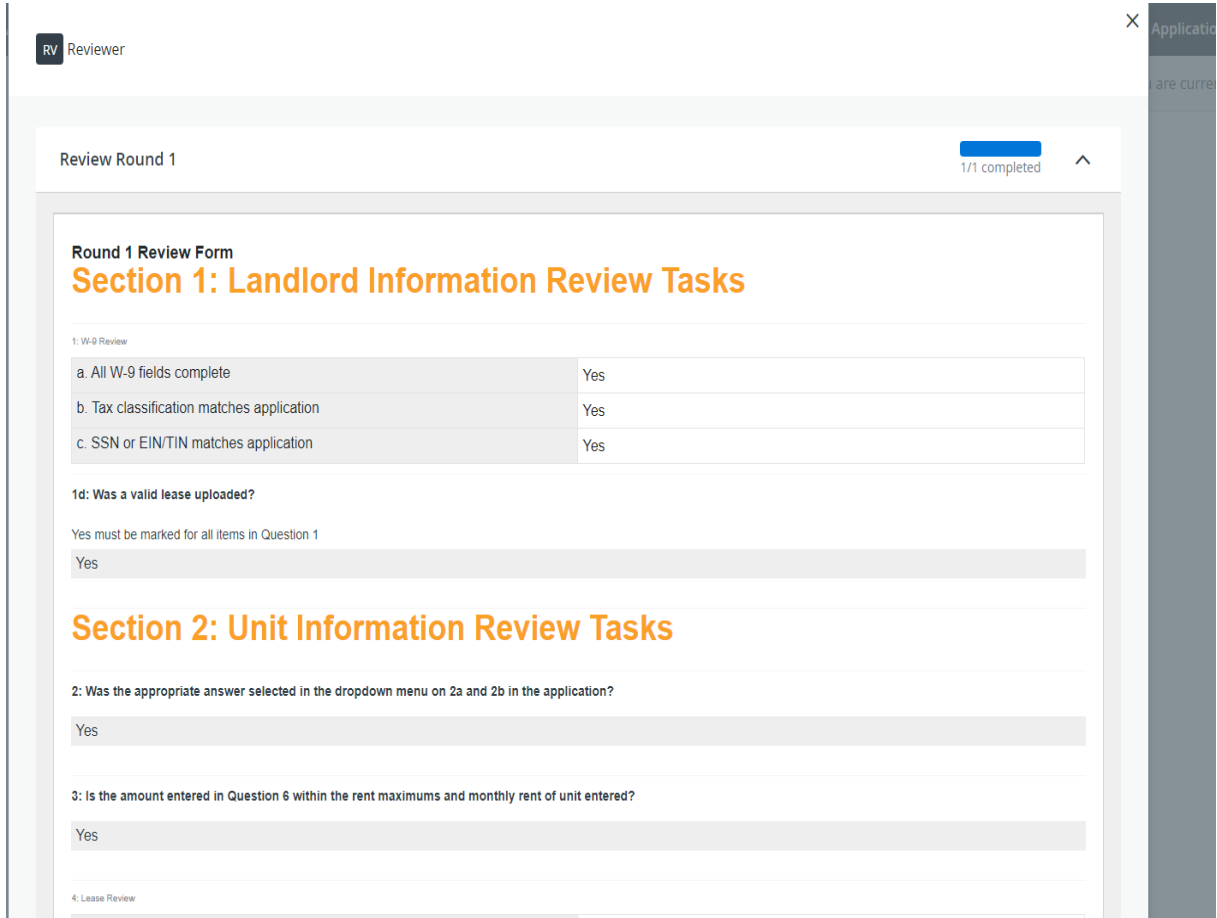 RV Reviewer
Applicatio
are curre
Review Round 1
1/1 completed
Round 1 Review Form
Section 1: Landlord Information Review Tasks
1: W-9 Review
a. All W-9 fields complete Yes
b. Tax classification matches application Yes
c. SSN or EIN/TIN matches application Yes
1d: Was a valid lease uploaded?
Yes must be marked for all items in Question 1
Yes
Section 2: Unit Information Review Tasks
2: Was the appropriate answer selected in the dropdown menu on 2a and 2b in the application?
Yes
3: Is the amount entered in Question 6 within the rent maximums and monthly rent of unit entered?
Yes
4: Lease Review